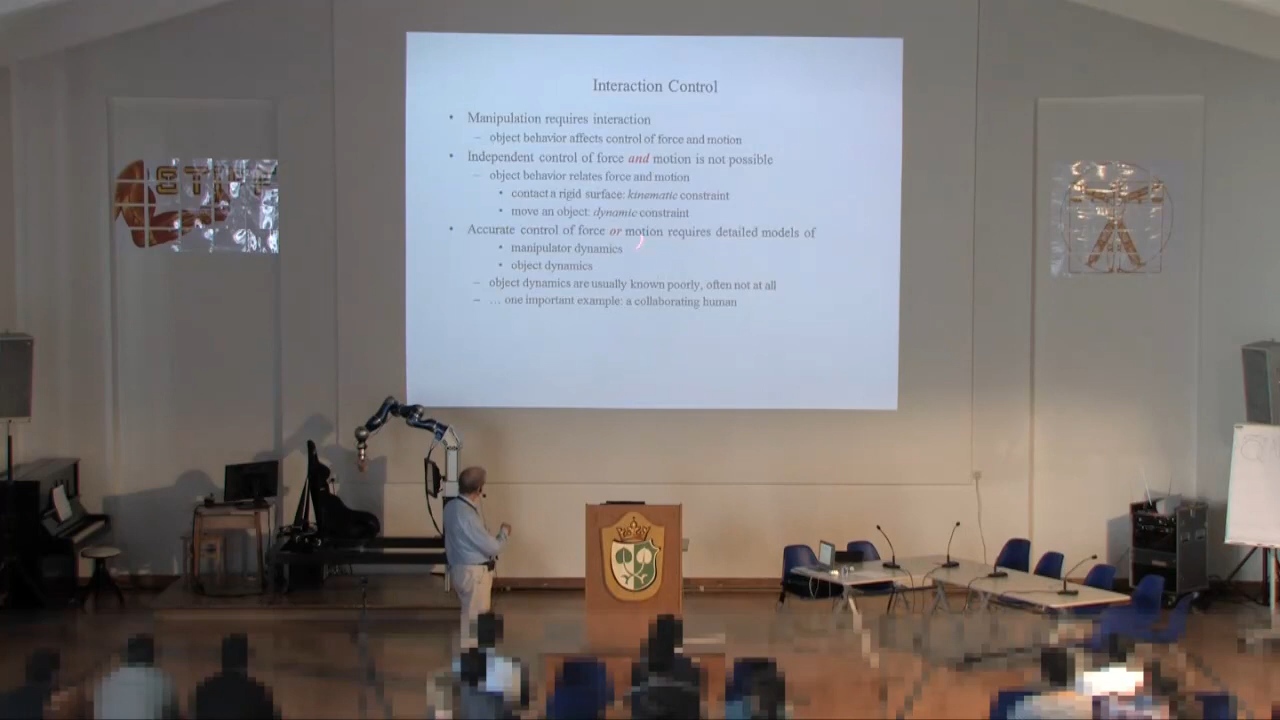 Interaction Control
• Manipulation requires interaction
– object behavior affects control of force and motion
• Independent control of force and motion is not possible
– object behavior relates force and motion
• contact a rigid surface: kinematic constraint
• move an object: dynamic constraint
• Accurate control of force or motion requires detailed models of
• manipulator dynamics
• object dynamics
– object dynamics are usually known poorly, often not at all
– … one important example: a collaborating human